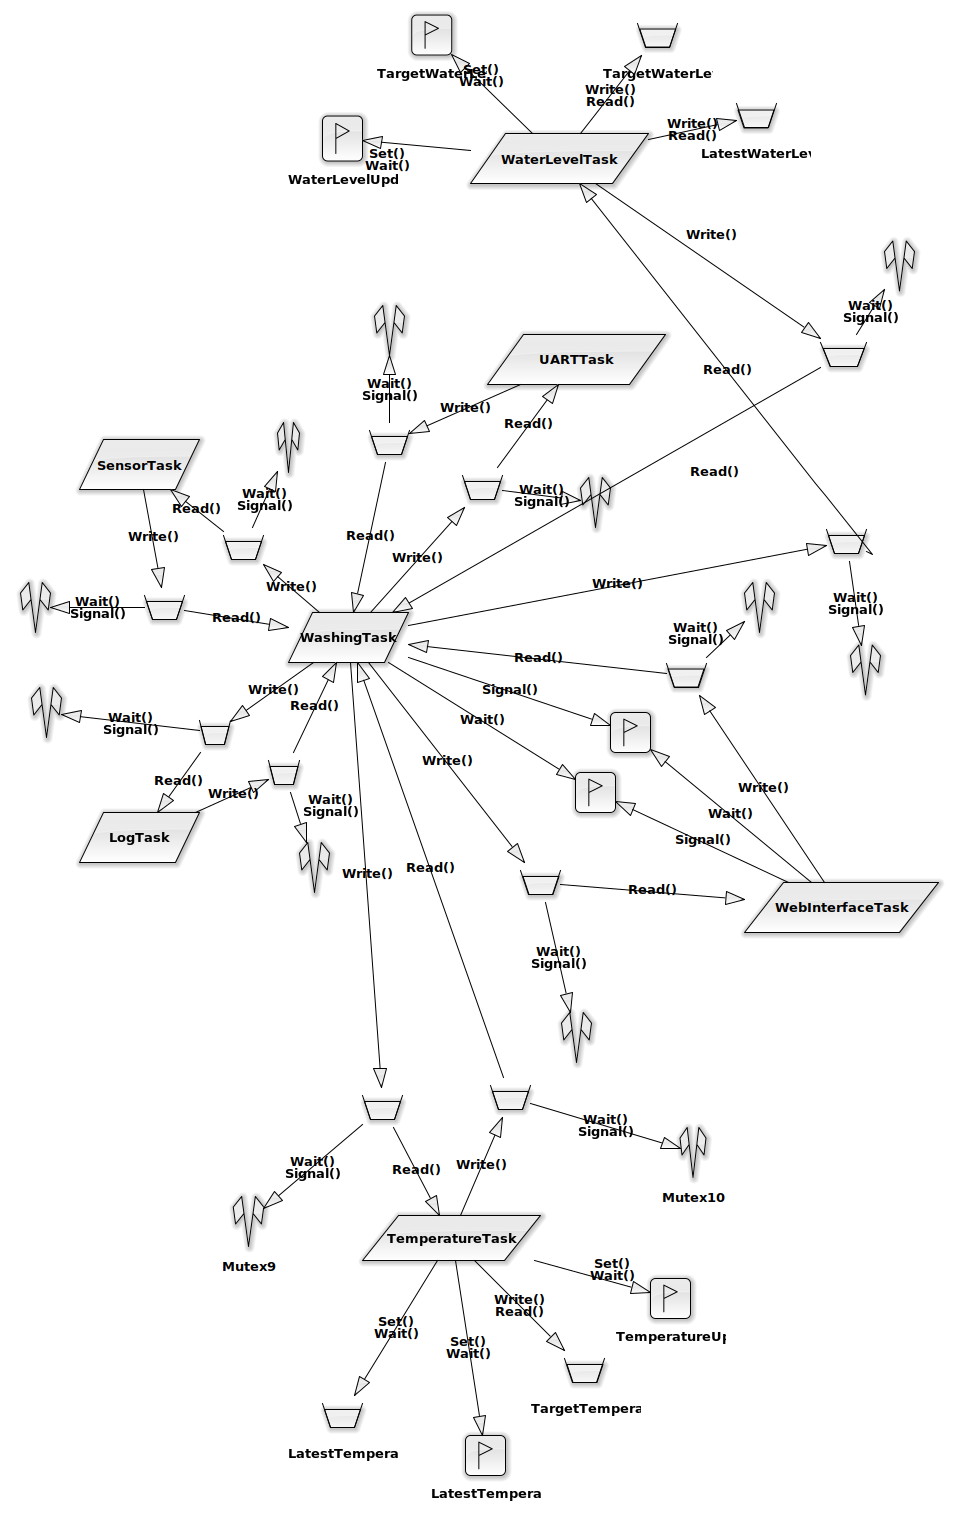 TargetWaterLe
Set()
Wait()
TargetWaterLe
Write()
Read()
Write()
Read()
LatestWaterLev
Set()
Wait()
WaterLevelUpd
WaterLevelTask
Write()
Wait()
Signal()
UARTTask
Read()
Wait()
Signal()
Write()
Read()
SensorTask
Read()
Wait()
Signal()
Wait()
Signal()
Read()
Write()
Read()
Write()
Write()
Write()
Wait()
Signal()
Read()
Wait()
Signal()
WashingTask
Wait()
Signal()
Read()
Write()
Signal()
Read()
Wait()
Wait()
Signal()
Write()
Read()
Write()
Wait()
Signal()
Write()
Wait()
LogTask
Signal()
Write()
Read()
Read()
WebInterfaceTask
Wait()
Signal()
Wait()
Signal()
Read()
Write()
Wait()
Signal()
Mutex10
Mutex9
TemperatureTask
Set()
Wait()
Write()
Read()
TemperatureUp
Set()
Wait()
Set()
Wait()
TargetTempera
LatestTempera
LatestTempera